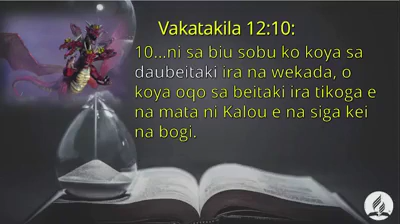 Vakatakila 12:10:
10...ni sa biu sobu ko koya sa
daubeitaki ira na wekada, o
koya oqo sa beitaki ira tikoga e
na mata ni Kalou e na siga kei
na bogi.